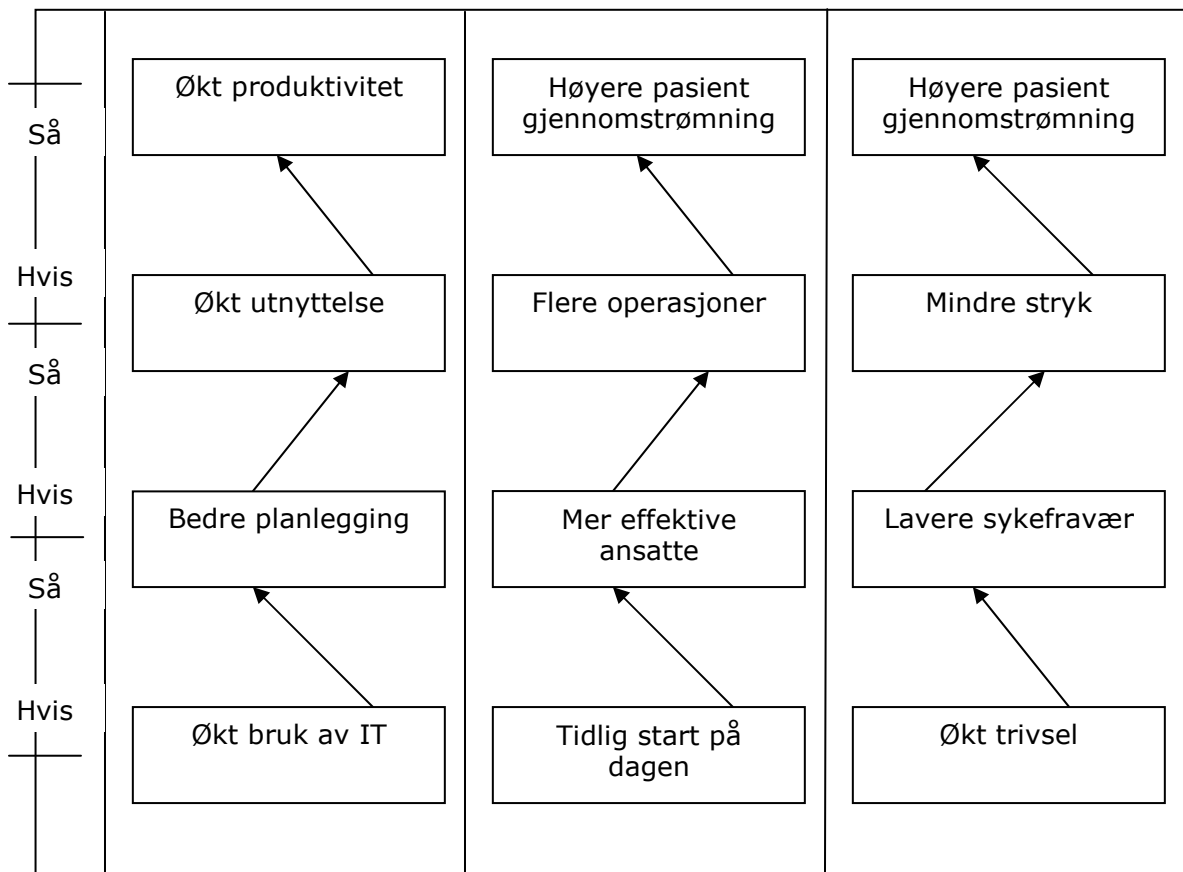 Økt produktivitet
Høyere pasient
gjennomstrømning
Høyere pasient
gjennomstrømning
Så
Hvis
Økt utnyttelse
Flere operasjoner
Mindre stryk
Så
Hvis
Bedre planlegging
Mer effektive
ansatte
Lavere sykefravær
Så
Hvis
Økt bruk av IT
Tidlig start på
dagen
Økt trivsel